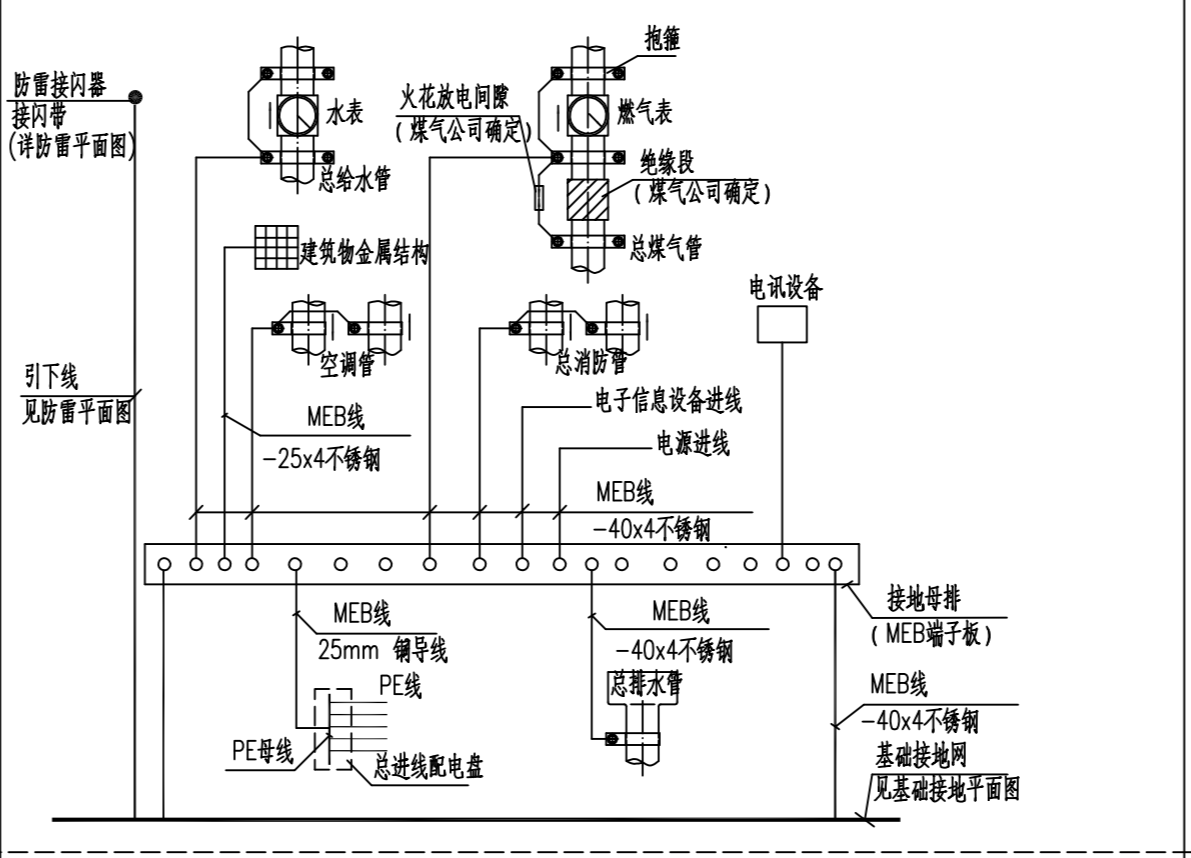 抱箍
防雷接闪器
接闪带
(详防雷平面图)
水表
火花放电间隙
(煤气公司确定)
燃气表
总给水管
绝缘段
(煤气公司确定)
建筑物金属结构
总煤气管
电讯设备
空调管
总消防管
引下线
见防雷平面图
MEB线
-25x4不锈钢
电子信息设备进线
电源进线
MEB线
-40x4不锈钢
接地母排
(MEB端子板)
MEB线
25mm 铜导线
MEB线
-40x4不锈钢
PE线
总排水管
MEB线
-40x4不锈钢
PE母线
总进线配电盘
基础接地网
见基础接地平面图